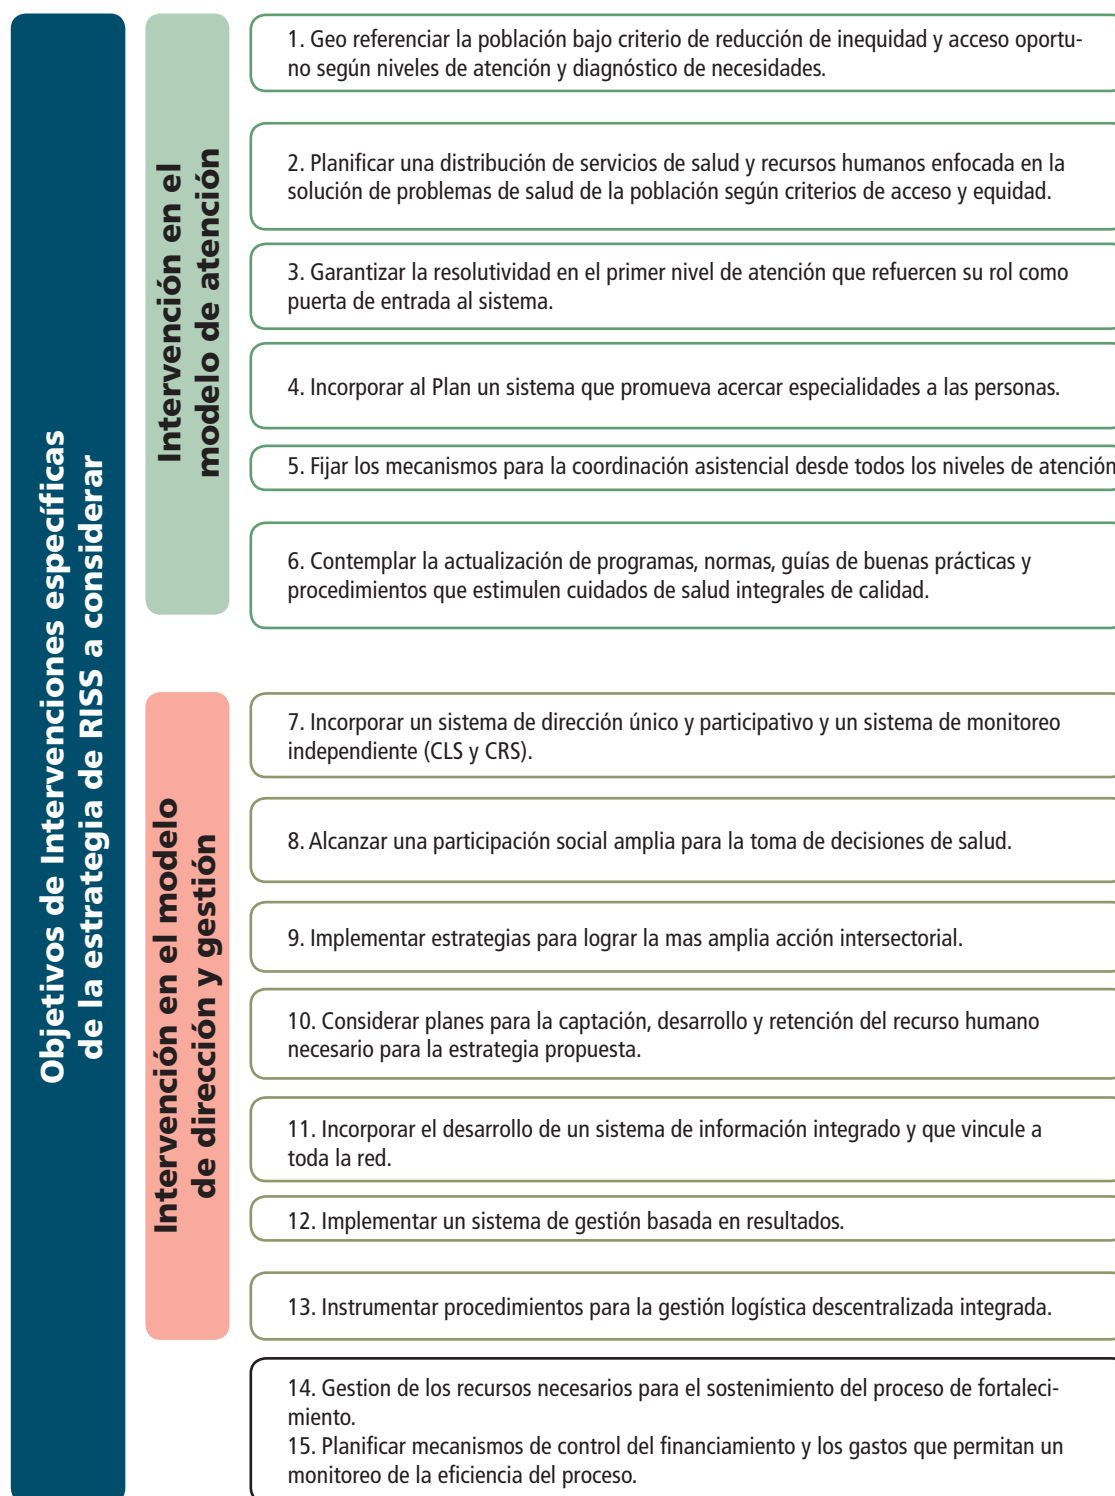 Objetivos de Intervenciones específicas
de la estrategia de RISS a considerar
Intervención en el
modelo de atención
1. Geo referenciar la población bajo criterio de reducción de inequidad y acceso oportu-
no según niveles de atención y diagnóstico de necesidades.
2. Planificar una distribución de servicios de salud y recursos humanos enfocada en la
solución de problemas de salud de la población según criterios de acceso y equidad.
3. Garantizar la resolutividad en el primer nivel de atención que refuercen su rol como
puerta de entrada al sistema.
4. Incorporar al Plan un sistema que promueva acercar especialidades a las personas.
5. Fijar los mecanismos para la coordinación asistencial desde todos los niveles de atención
6. Contemplar la actualización de programas, normas, guías de buenas prácticas y
procedimientos que estimulen cuidados de salud integrales de calidad.
Intervención en el modelo
de dirección y gestión
7. Incorporar un sistema de dirección único y participativo y un sistema de monitoreo
independiente (CLS y CRS).
8. Alcanzar una participación social amplia para la toma de decisiones de salud.
9. Implementar estrategias para lograr la mas amplia acción intersectorial.
10. Considerar planes para la captación, desarrollo y retención del recurso humano
necesario para la estrategia propuesta.
11. Incorporar el desarrollo de un sistema de información integrado y que vincule a
toda la red.
12. Implementar un sistema de gestión basada en resultados.
13. Instrumentar procedimientos para la gestión logística descentralizada integrada.
14. Gestion de los recursos necesarios para el sostenimiento del proceso de fortaleci-
miento.
15. Planificar mecanismos de control del financiamiento y los gastos que permitan un
monitoreo de la eficiencia del proceso.